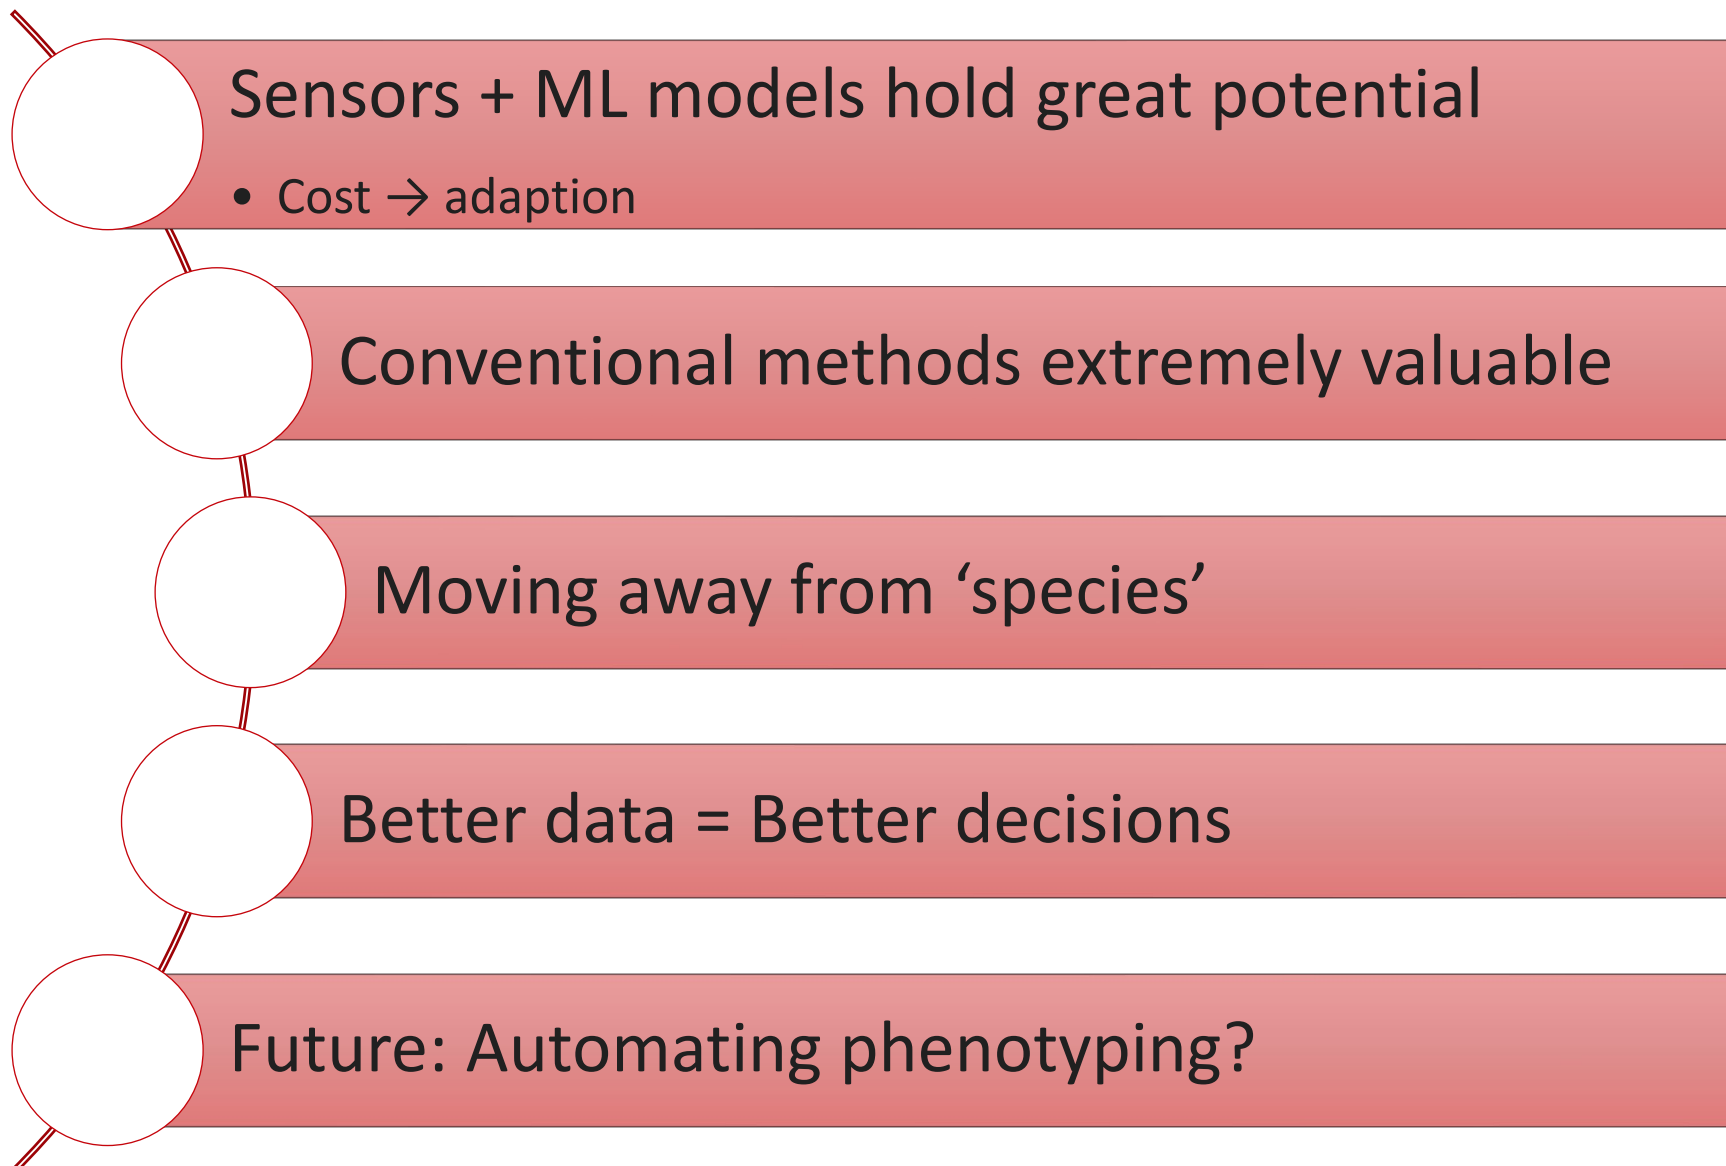 Sensors + ML models hold great potential
• Cost → adaption
Conventional methods extremely valuable
Moving away from ‘species’
Better data = Better decisions
Future: Automating phenotyping?